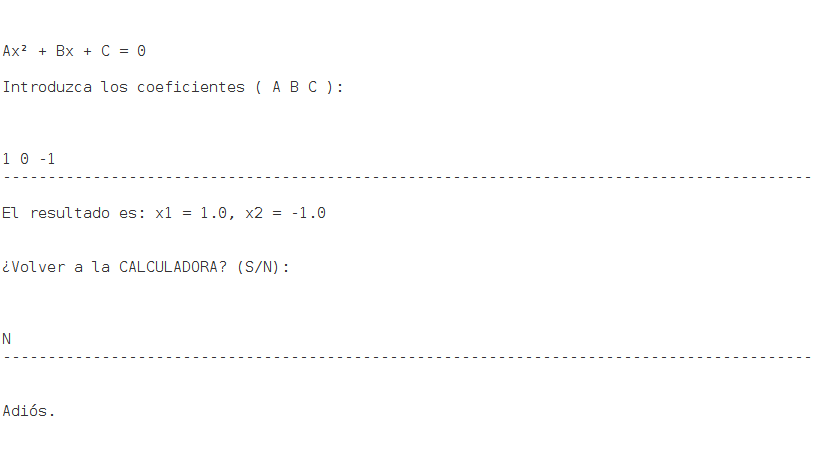 Ax² + Bx + C = 0
Introduzca los coeficientes ( A B C ):
1 0 -1
------------------------------------------------------------------------------------------
El resultado es: x1 = 1.0, x2 = -1.0
¿Volver a la CALCULADORA? (S/N):
N
------------------------------------------------------------------------------------------
Adiós.